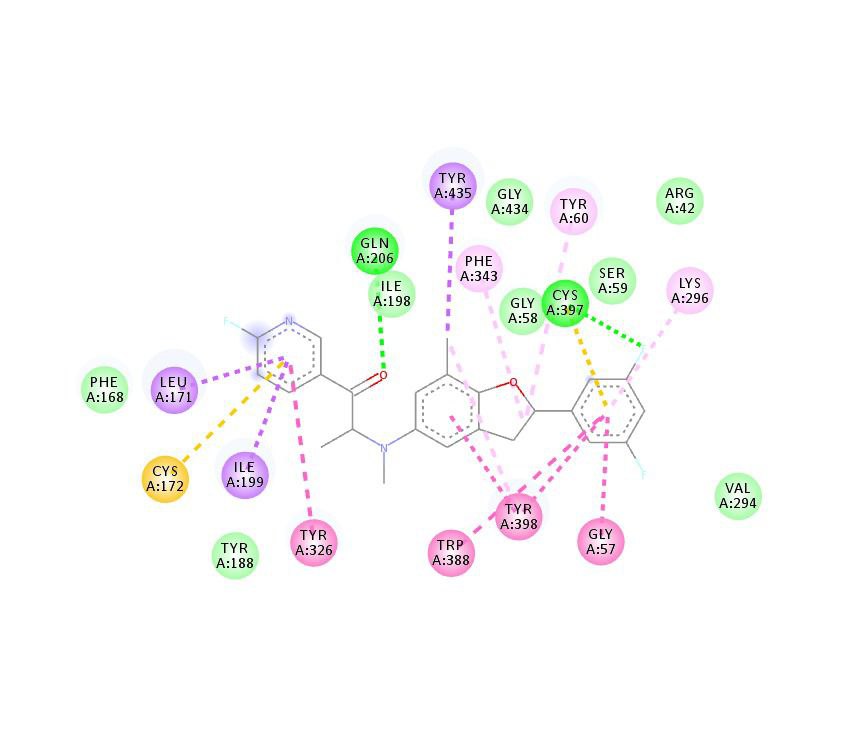 TYR
A:435
GLY
A:434
TYR
A:60
ARG
A:42
GLN
A:206
ILE
A:198
PHE
A:343
GLY
A:58
CYS
A:397
SER
A:59
LYS
A:296
F
N
F
PHE
A:168
LEU
A:171
O
O
N
CYS
A:172
ILE
A:199
F
VAL
A:294
TYR
A:188
TYR
A:326
TRP
A:388
TYR
A:398
GLY
A:57